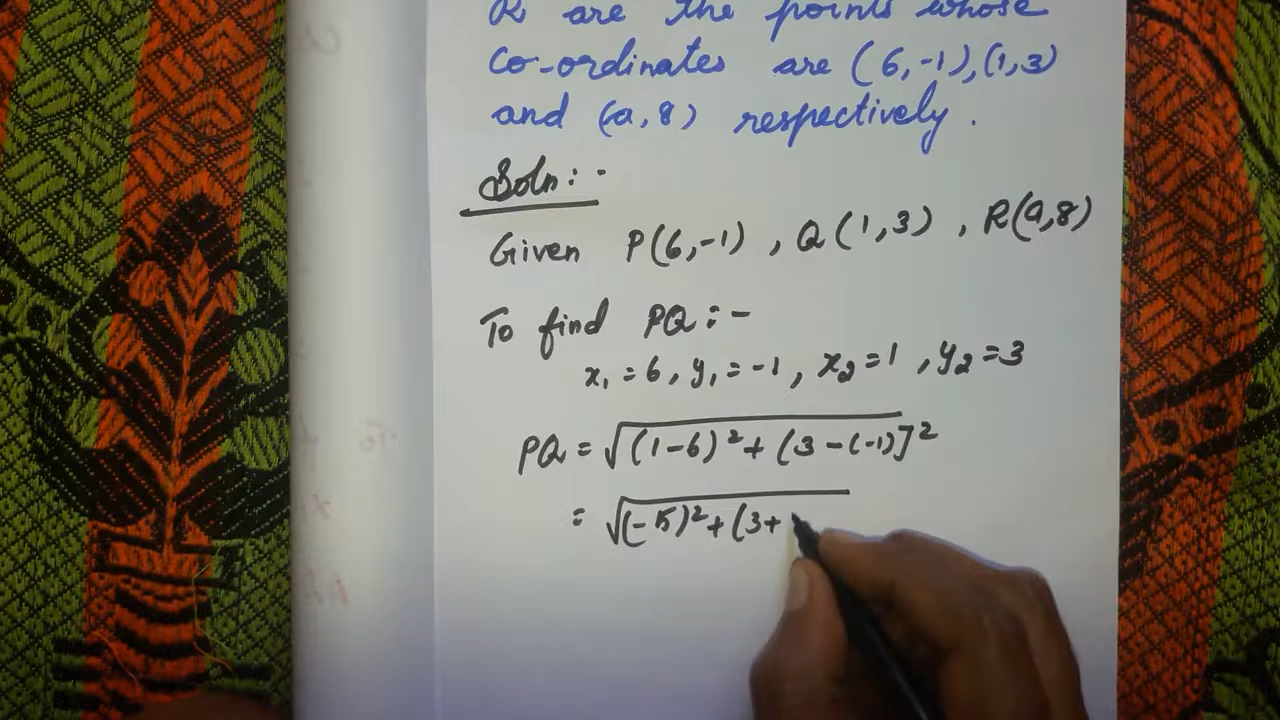 R are the points whose
co-ordinates are (6,-1),(1,3)
and (a,8) respectively.
Soln:-
Given P(6,-1), Q(1,3), R(a,8)
To find PQ:-
x₁=6, y₁=-1, x₂=1, y₂=3
PQ = √(1-6)²+(3-(-1)]²
= √(-5)²+(3+